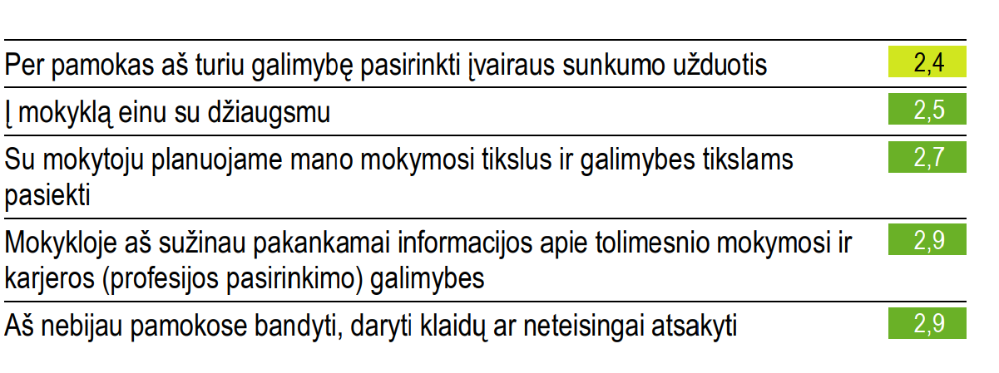 Per pamokas aš turiu galimybę pasirinkti įvairaus sunkumo užduotis 2,4
Į mokyklą einu su džiaugsmu 2,5
Su mokytoju planuojame mano mokymosi tikslus ir galimybes tikslams 2,7
pasiekti
Mokykloje aš sužinau pakankamai informacijos apie tolimesnio mokymosi ir 2,9
karjeros (profesijos pasirinkimo) galimybes
Aš nebijau pamokose bandyti, daryti klaidų ar neteisingai atsakyti 2,9